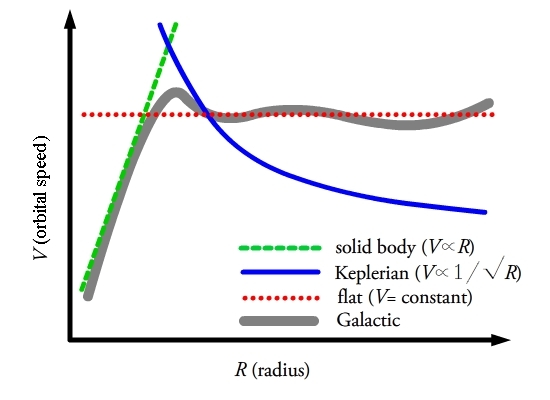 V (orbital speed)
solid body (V∝R)
Keplerian (V∝1/√R)
flat (V= constant)
Galactic
R (radius)